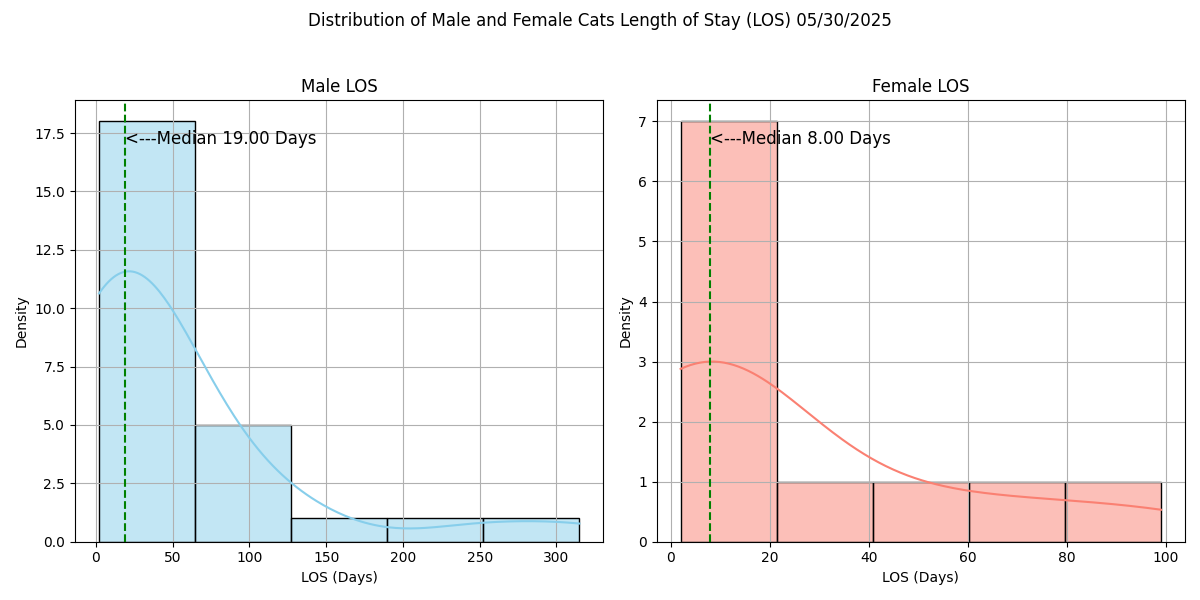 Distribution of Male and Female Cats Length of Stay (LOS) 05/30/2025
Male LOS
17.5
15.0
12.5
10.0
7.5
5.0
2.5
0.0
Density
<---Median 19.00 Days
0 50 100 150 200 250 300
LOS (Days)
Female LOS
7
6
5
4
3
2
1
0
Density
<---Median 8.00 Days
0 20 40 60 80 100
LOS (Days)